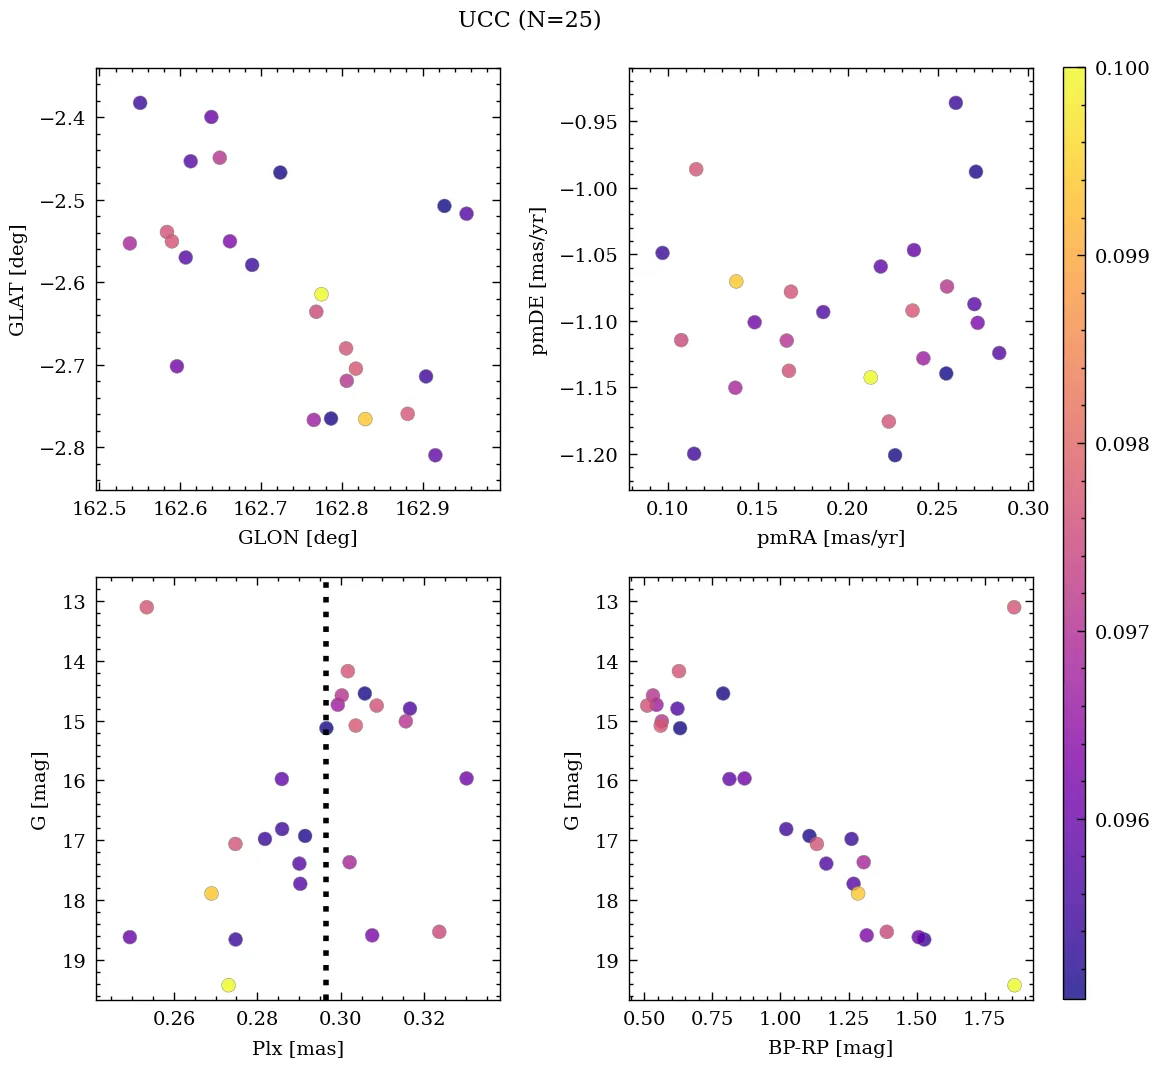 UCC (N=25)
−2.4
−2.5
−2.6
−2.7
−2.8
GLAT [deg]
162.5 162.6 162.7 162.8 162.9
GLON [deg]
−0.95
−1.00
−1.05
−1.10
−1.15
−1.20
pmDE [mas/yr]
0.10 0.15 0.20 0.25 0.30
pmRA [mas/yr]
13
14
15
16
17
18
19
G [mag]
0.26 0.28 0.30 0.32
Plx [mas]
13
14
15
16
17
18
19
G [mag]
0.50 0.75 1.00 1.25 1.50 1.75
BP-RP [mag]
0.100
0.099
0.098
0.097
0.096